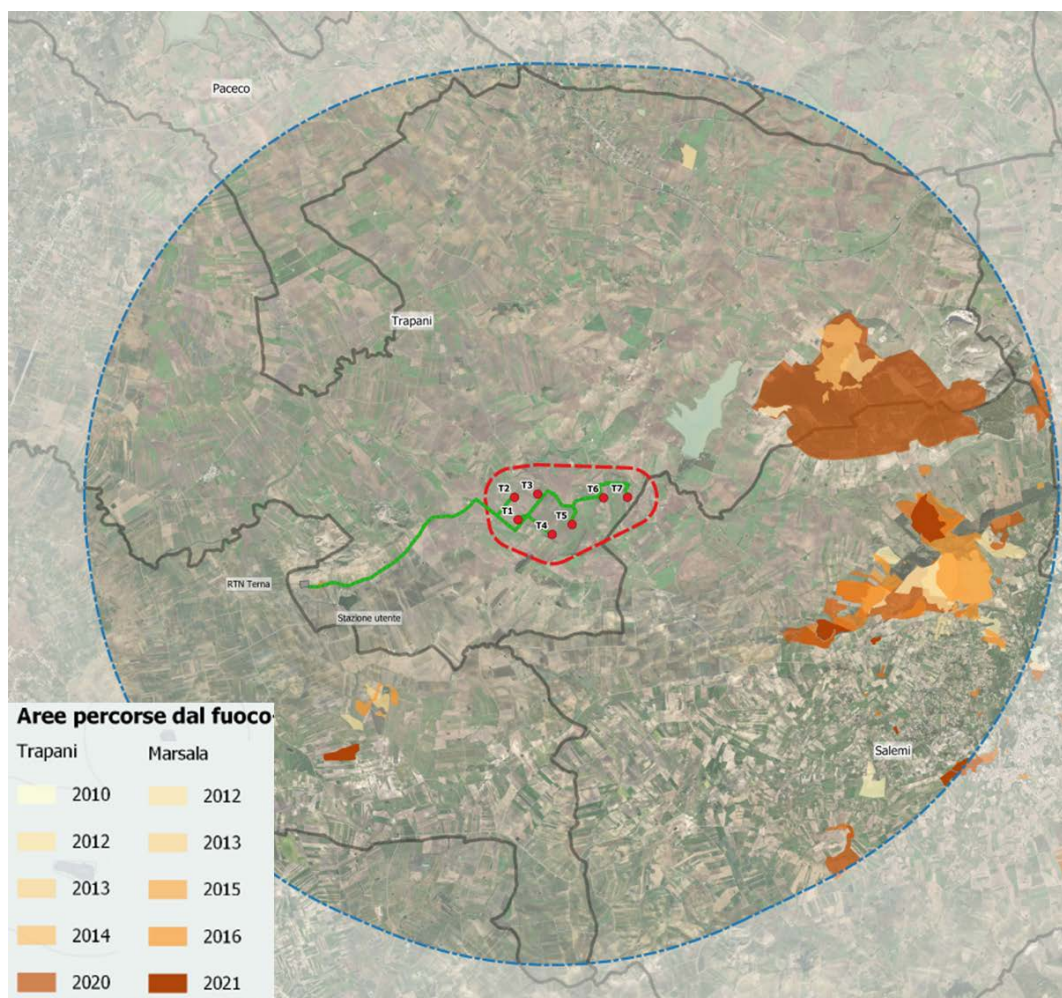 Paceco
Trapani
T2
T3
T6
T7
T1
T5
T4
RTN Terna
Stazione utente
Salemi
Aree percorse dal fuoco
Trapani
Marsala
2010
2012
2012
2013
2013
2015
2014
2016
2020
2021